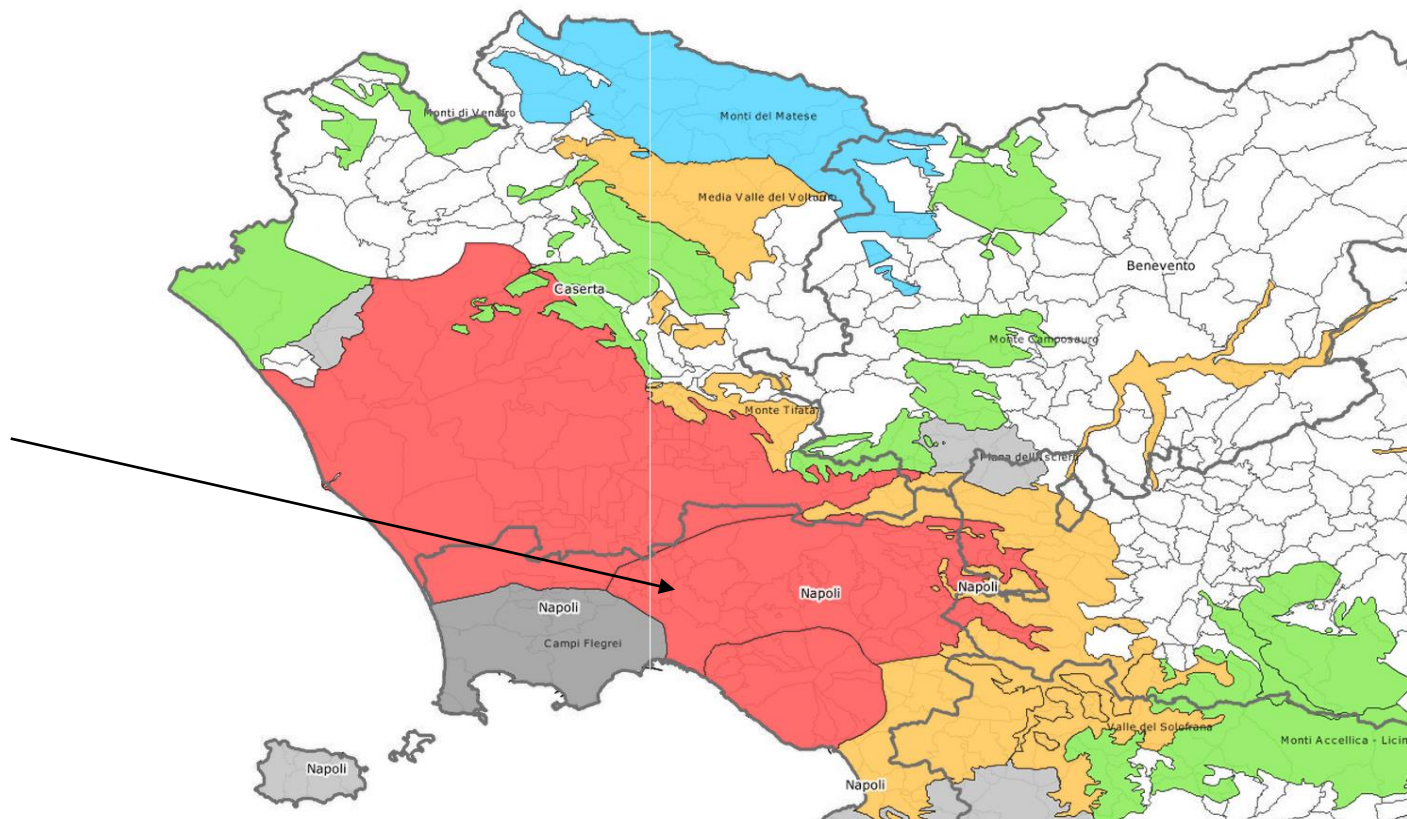 Monti di Venafro
Monti del Matese
Media Valle del Volturno
Benevento
Caserta
Monte Camposauro
Monte Tifata
Piana dell'Isclero
Napoli
Napoli
Napoli
Campi Flegrei
Valle del Solofrana
Monti Accellica - Licin
Napoli
Napoli